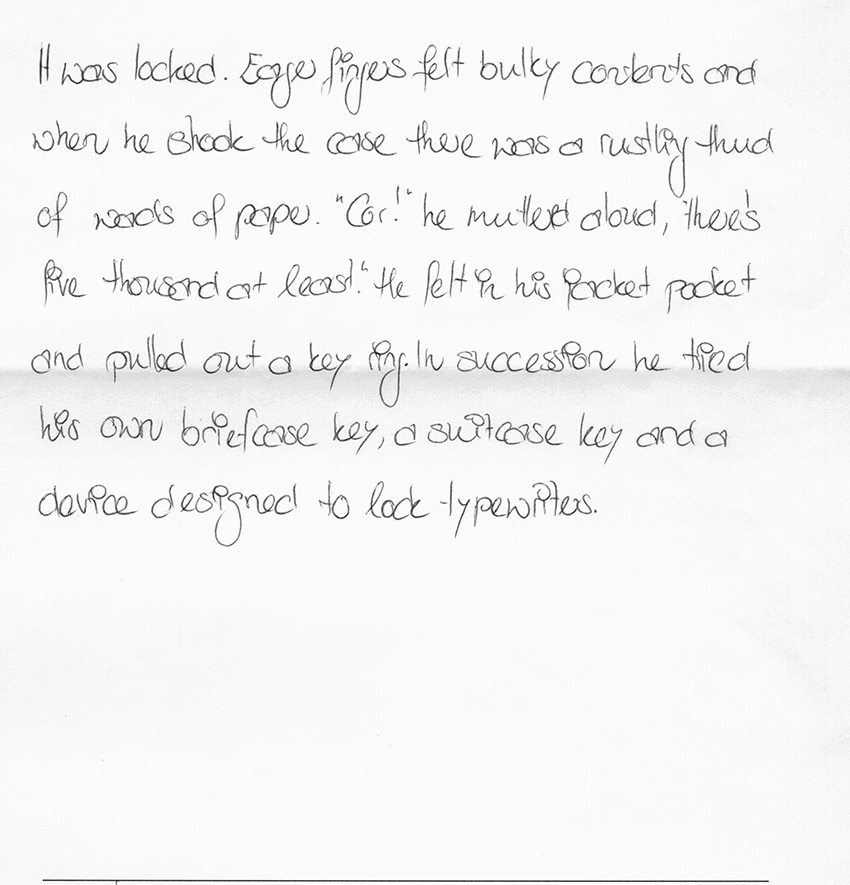 It was locked. Eager fingers felt bulky contents and
when he shook the case there was a rustling thud
of wads of paper. "Cor!" he muttered aloud, "there's
five thousand at least." He felt in his jacket pocket
and pulled out a key ring. In succession he tried
his own briefcase key, a suitcase key and a
device designed to lock typewriters.